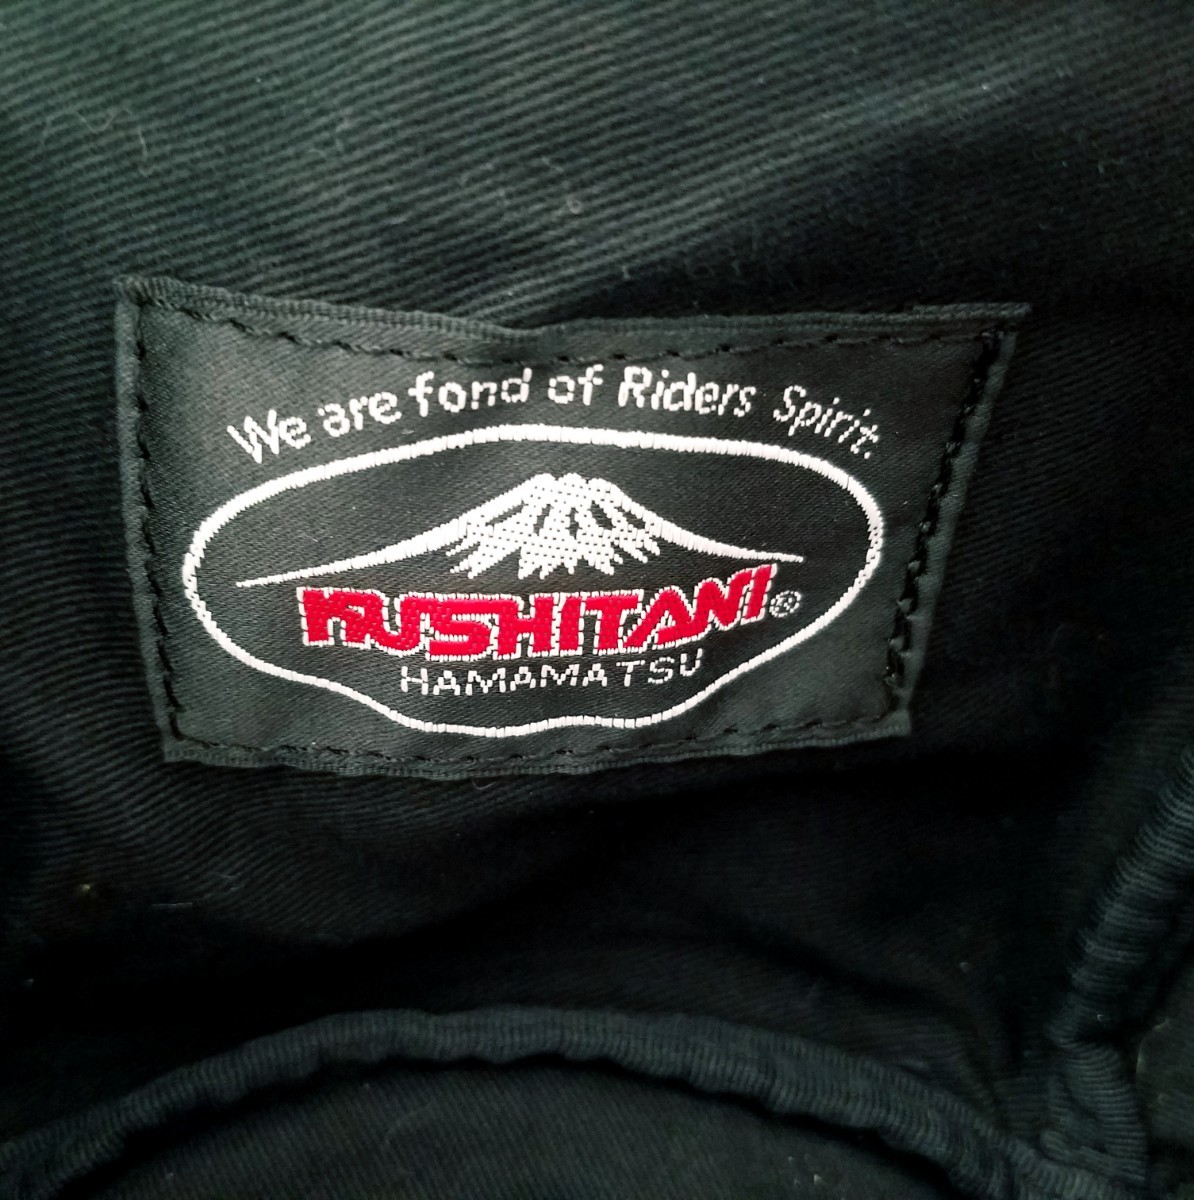 We are fond of Riders Spirit.
KUSHITANI®
HAMAMATSU